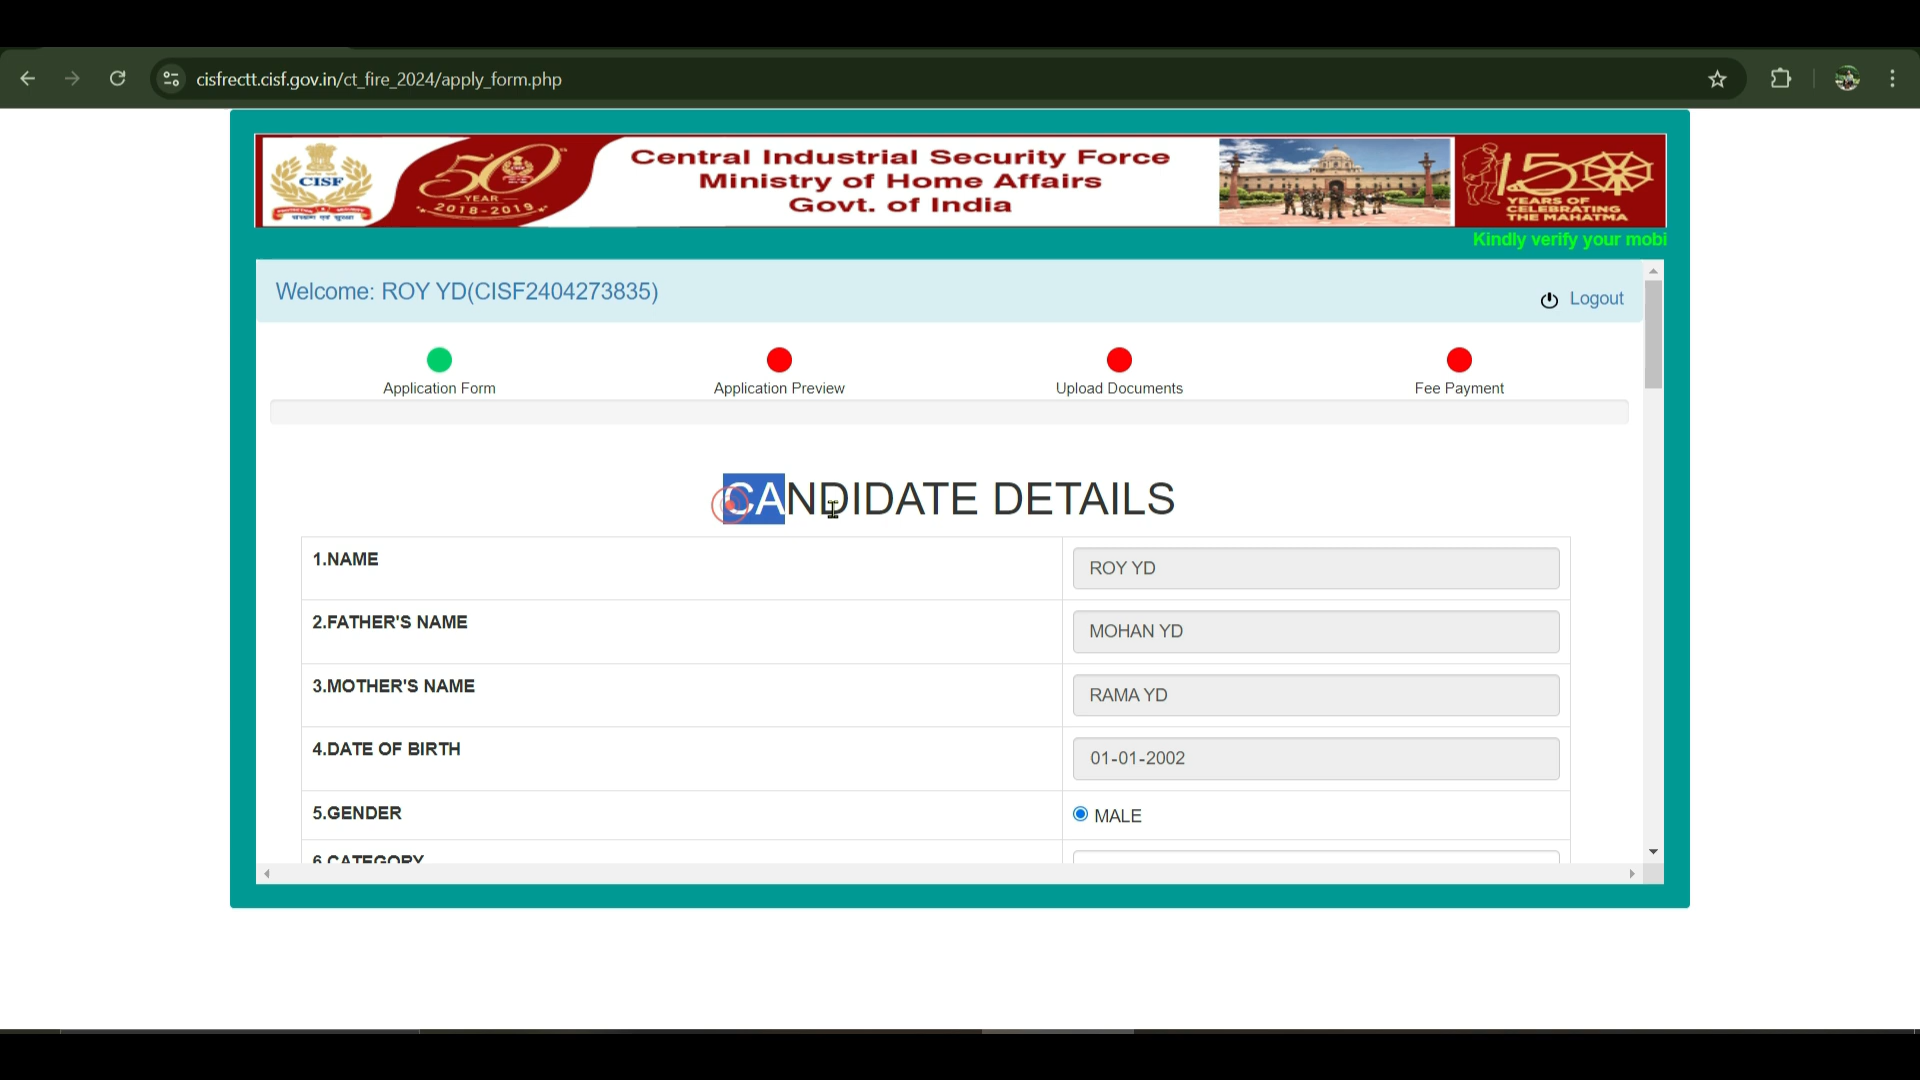 cisfrectt.cisf.gov.in/ct_fire_2024/apply_form.php
CISF
50
YEAR
2018-2019
Central Industrial Security Force
Ministry of Home Affairs
Govt. of India
150
YEARS OF
CELEBRATING
THE MAHATMA
Kindly verify your mobi
Welcome: ROY YD(CISF2404273835)
Logout
Application Form
Application Preview
Upload Documents
Fee Payment
CANDIDATE DETAILS
1.NAME
ROY YD
2.FATHER'S NAME
MOHAN YD
3.MOTHER'S NAME
RAMA YD
4.DATE OF BIRTH
01-01-2002
5.GENDER
MALE
6.CATEGORY